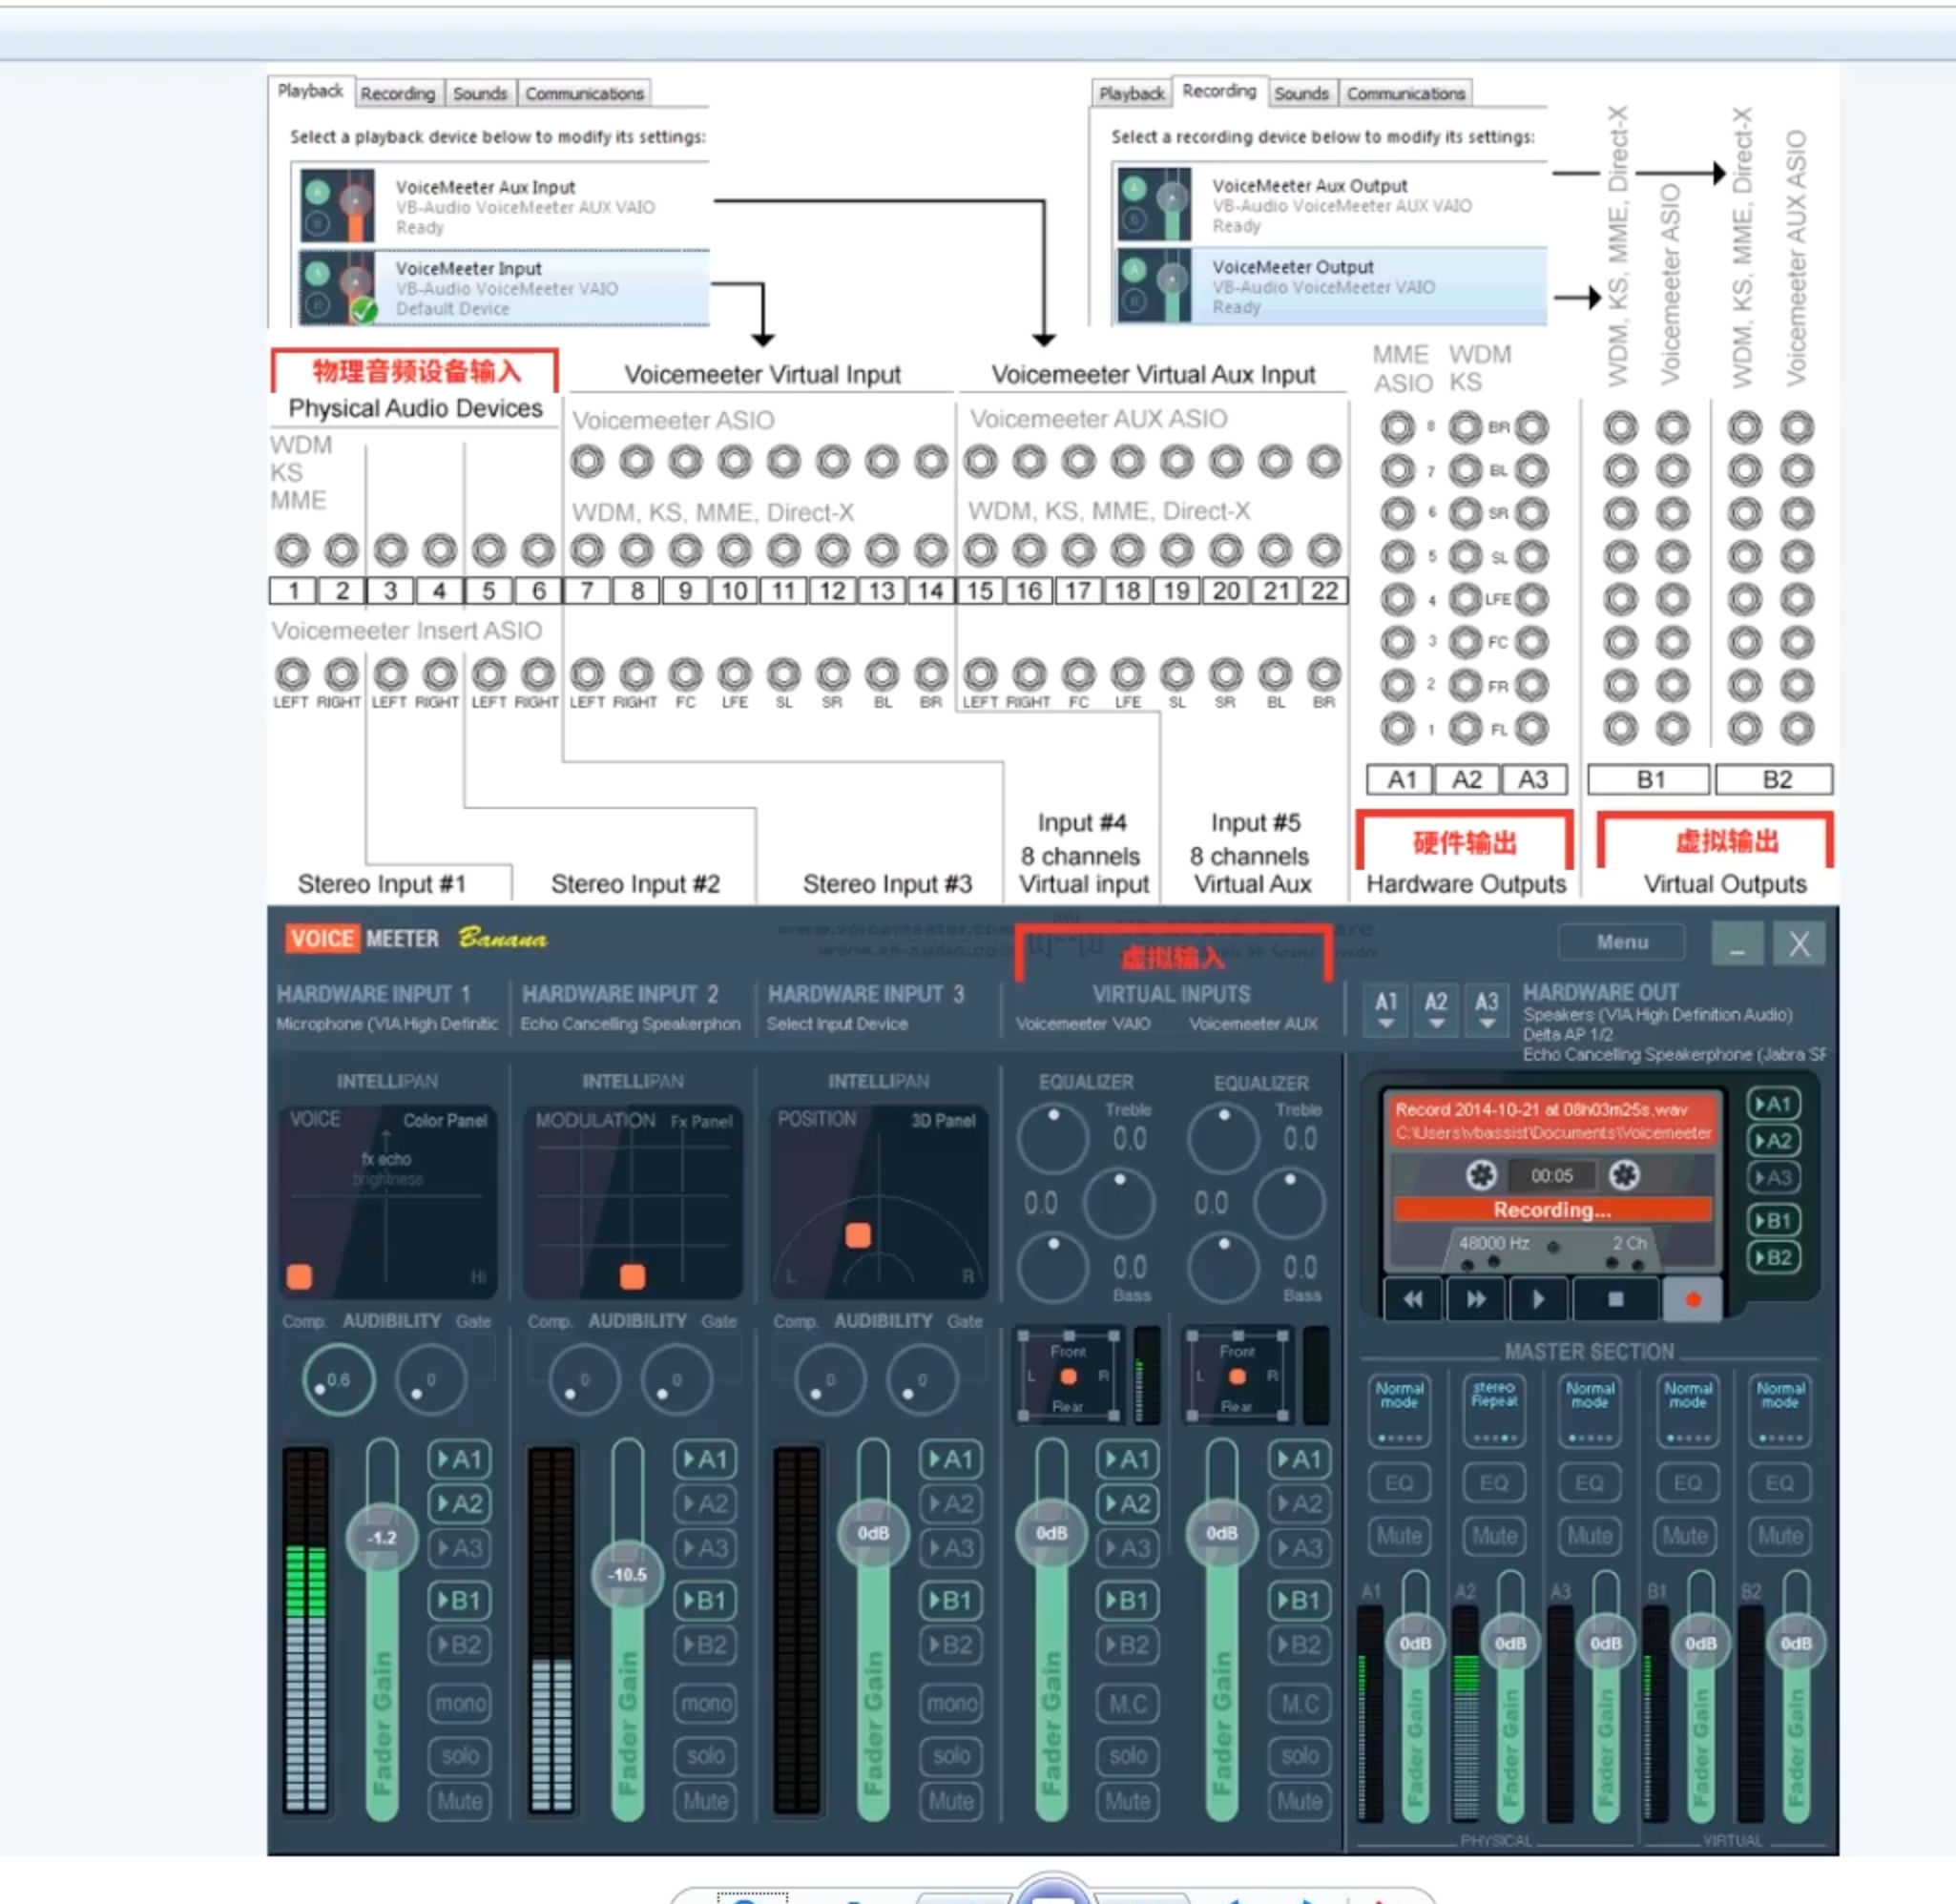 Playback Recording Sounds Communications
Select a playback device below to modify its settings:
VoiceMeeter Aux Input
VB-Audio VoiceMeeter AUX VAIO
Ready
VoiceMeeter Input
VB-Audio VoiceMeeter VAIO
Default Device
Playback Recording Sounds Communications
Select a recording device below to modify its settings:
VoiceMeeter Aux Output
VB-Audio VoiceMeeter AUX VAIO
Ready
VoiceMeeter Output
VB-Audio VoiceMeeter VAIO
Ready
WDM, KS, MME, Direct-X
Voicemeeter ASIO
WDM, KS, MME, Direct-X
Voicemeeter AUX ASIO
物理音频设备输入
Physical Audio Devices
Voicemeeter Virtual Input
Voicemeeter Virtual Aux Input
MME WDM
ASIO KS
WDM
KS
MME
Voicemeeter ASIO
Voicemeeter AUX ASIO
WDM, KS, MME, Direct-X
WDM, KS, MME, Direct-X
1 2 3 4 5 6 7 8 9 10 11 12 13 14 15 16 17 18 19 20 21 22
Voicemeeter Insert ASIO
LEFT RIGHT LEFT RIGHT LEFT RIGHT LEFT RIGHT FC LFE SL SR BL BR LEFT RIGHT FC LFE SL SR BL BR
8 BR
7 BL
6 SR
5 SL
4 LFE
3 FC
2 FR
1 FL
A1 A2 A3 B1 B2
硬件输出
虚拟输出
Stereo Input #1
Stereo Input #2
Stereo Input #3
Input #4
8 channels
Virtual input
Input #5
8 channels
Virtual Aux
Hardware Outputs
Virtual Outputs
VOICE MEETER Banana
虚拟输入
Menu
X
HARDWARE INPUT 1
Microphone (VIA High Definitic
HARDWARE INPUT 2
Echo Cancelling Speakerphon
HARDWARE INPUT 3
Select Input Device
VIRTUAL INPUTS
Voicemeeter VAIO Voicemeeter AUX
A1 A2 A3
HARDWARE OUT
Speakers (VIA High Definition Audio)
Delta AP 1/2
Echo Cancelling Speakerphone (Jabra SF
INTELLIPAN
VOICE Color Panel
fx echo
brightness
Hi
INTELLIPAN
MODULATION Fx Panel
INTELLIPAN
POSITION 3D Panel
L R
EQUALIZER
Treble
0.0
0.0
0.0
Bass
EQUALIZER
Treble
0.0
0.0
0.0
Bass
Record 2014-10-21 at 08h03m25s.wav
C:\Users\vbassist\Documents\Voicemeeter
00:05
Recording...
48000 Hz 2 Ch
A1
A2
A3
B1
B2
Comp. AUDIBILITY Gate
0.6 0
Comp. AUDIBILITY Gate
0 0
Comp. AUDIBILITY Gate
0 0
Front
L R
Rear
Front
L R
Rear
MASTER SECTION
Normal mode
stereo Repeat
Normal mode
Normal mode
Normal mode
EQ EQ EQ EQ EQ
Mute Mute Mute Mute Mute
-1.2
Fader Gain
A1
A2
A3
B1
B2
mono
solo
Mute
-10.5
Fader Gain
A1
A2
A3
B1
B2
mono
solo
Mute
0dB
Fader Gain
A1
A2
A3
B1
B2
mono
solo
Mute
0dB
Fader Gain
A1
A2
A3
B1
B2
M.C
solo
Mute
0dB
Fader Gain
A1
A2
A3
B1
B2
M.C
solo
Mute
A1 A2 A3 B1 B2
0dB 0dB 0dB 0dB 0dB
Fader Gain Fader Gain Fader Gain Fader Gain Fader Gain
PHYSICAL VIRTUAL